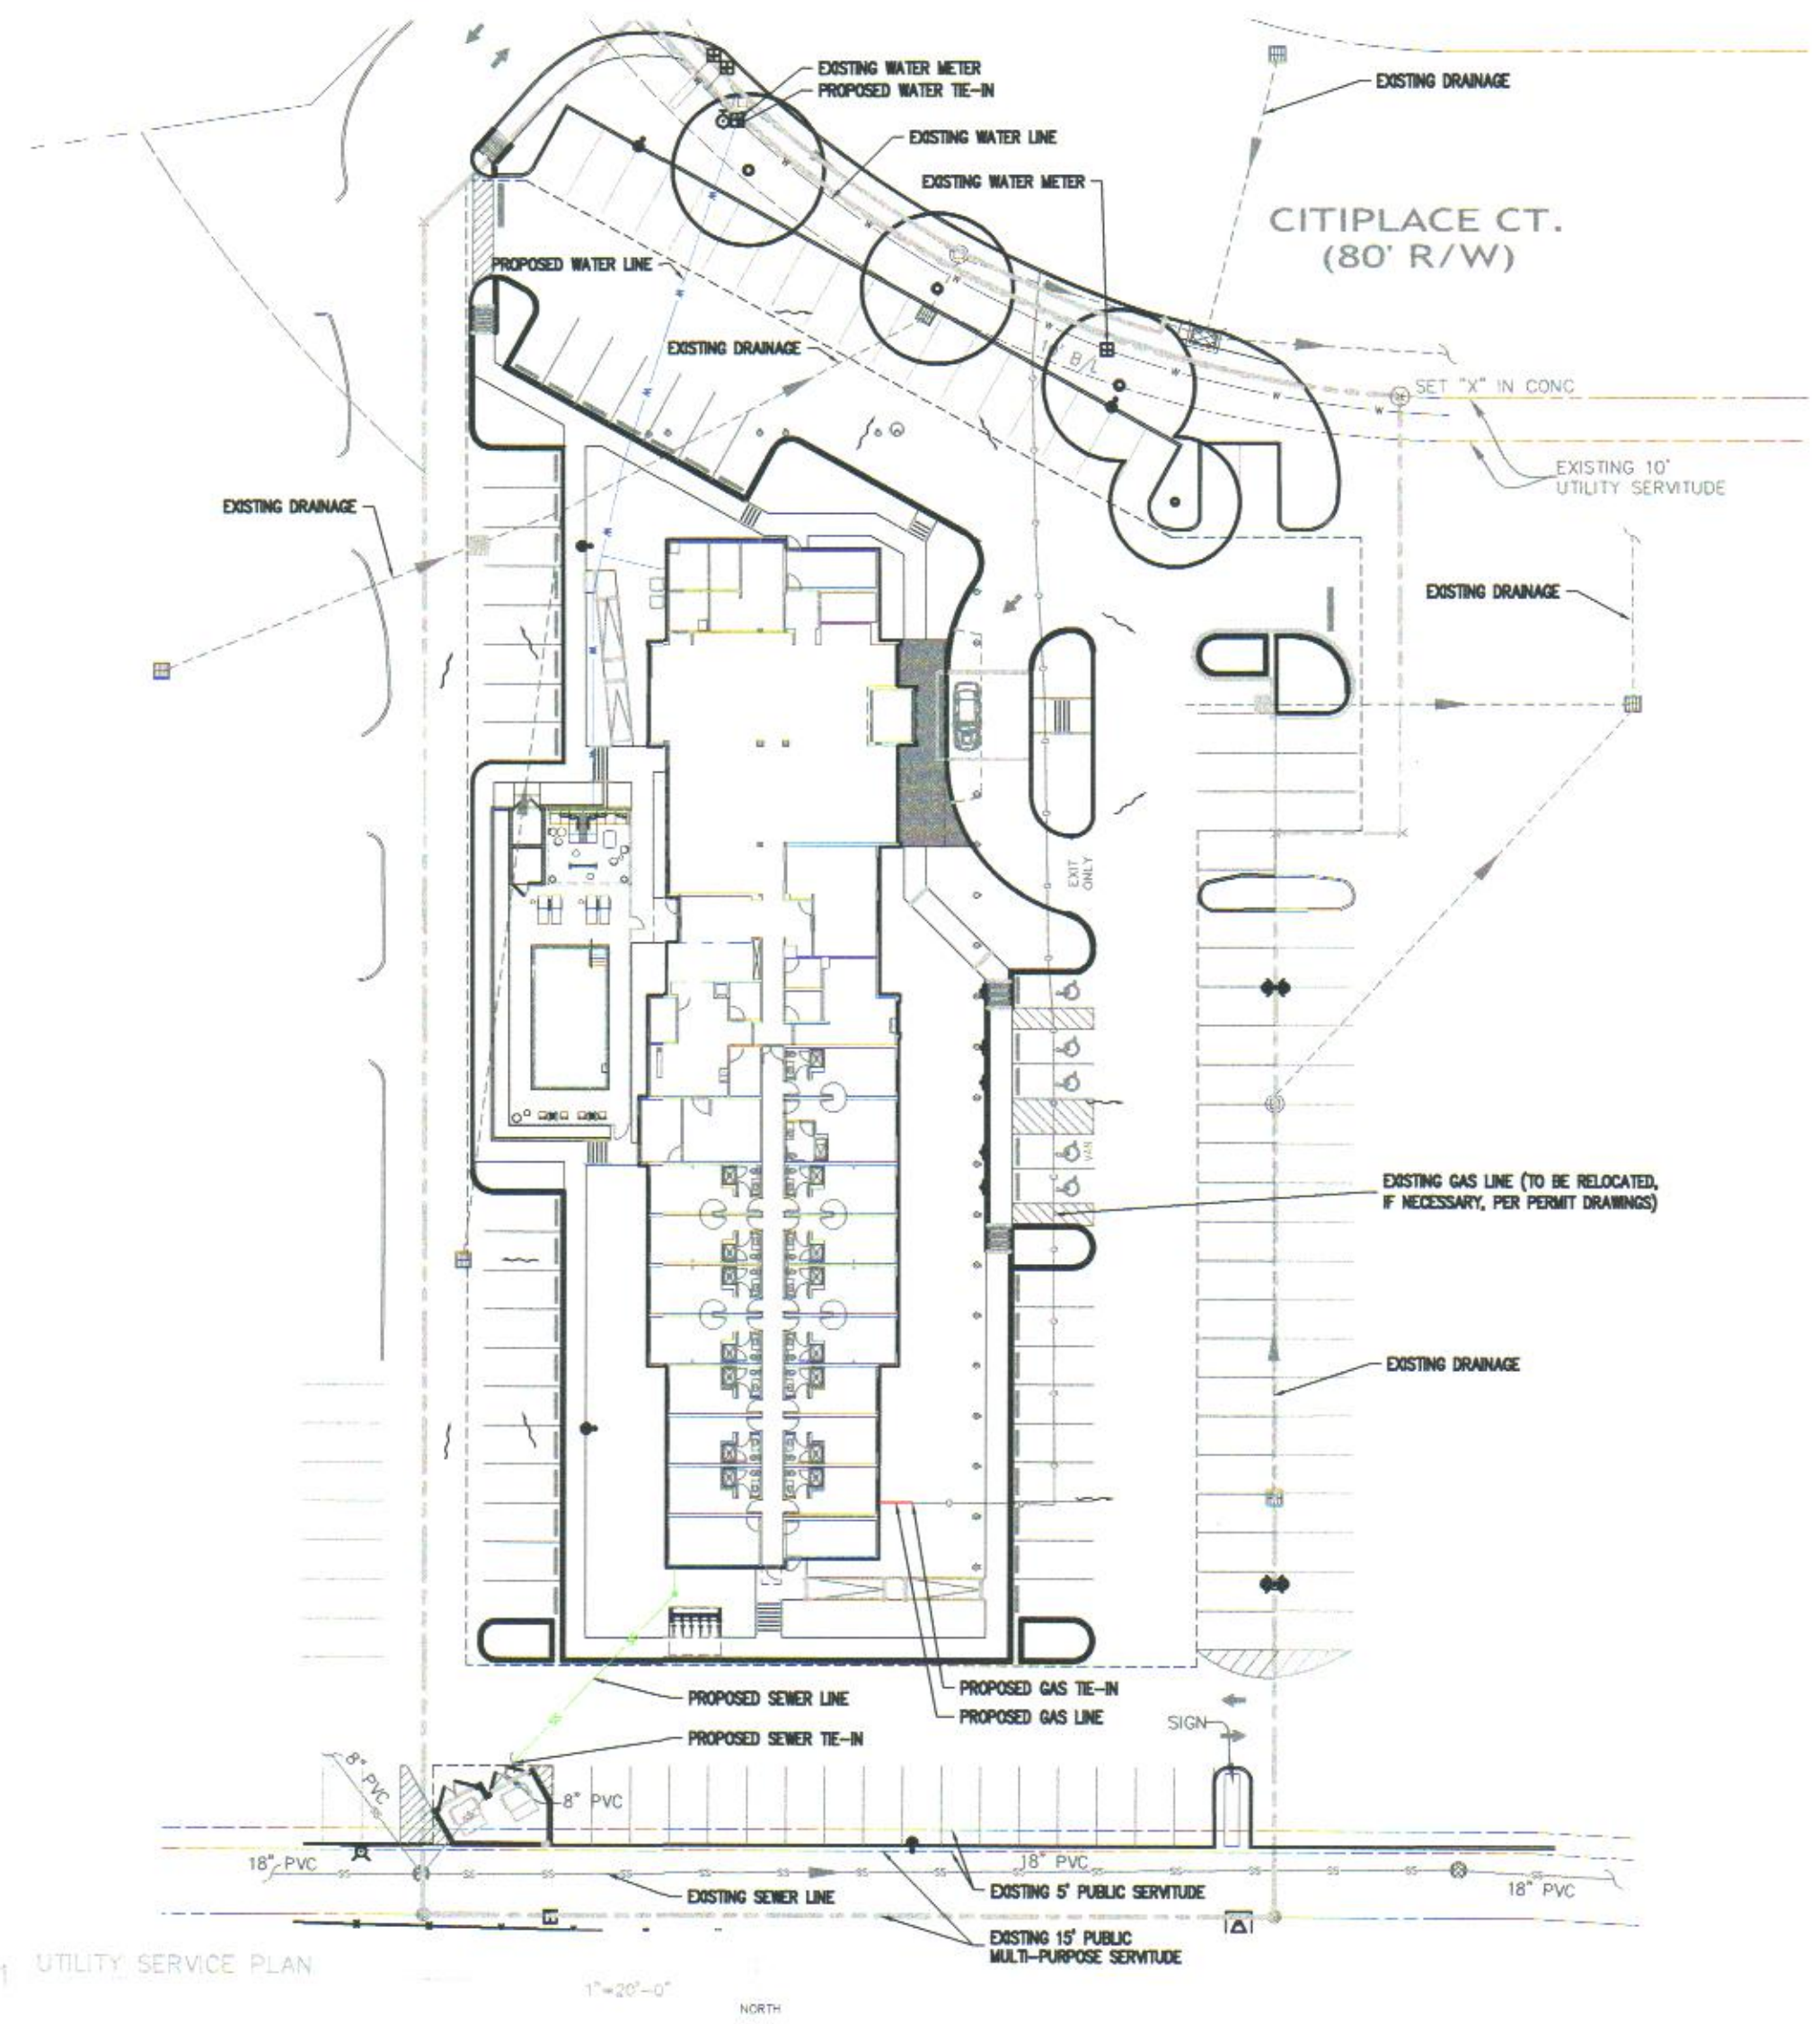 EXISTING WATER METER
PROPOSED WATER TIE-IN
EXISTING DRAINAGE
EXISTING WATER LINE
EXISTING WATER METER
CITIPLACE CT.
(80' R/W)
PROPOSED WATER LINE
EXISTING DRAINAGE
B/L
SET "X" IN CONC
EXISTING 10'
UTILITY SERVITUDE
EXISTING DRAINAGE
EXISTING DRAINAGE
EXIT
ONLY
VAN
EXISTING GAS LINE (TO BE RELOCATED,
IF NECESSARY, PER PERMIT DRAWINGS)
EXISTING DRAINAGE
PROPOSED SEWER LINE
PROPOSED GAS TIE-IN
PROPOSED GAS LINE
SIGN
PROPOSED SEWER TIE-IN
8" PVC
8" PVC
18" PVC
18" PVC
18" PVC
EXISTING SEWER LINE
EXISTING 5' PUBLIC SERVITUDE
EXISTING 15' PUBLIC
MULTI-PURPOSE SERVITUDE
1 UTILITY SERVICE PLAN
1"=20'-0"
NORTH